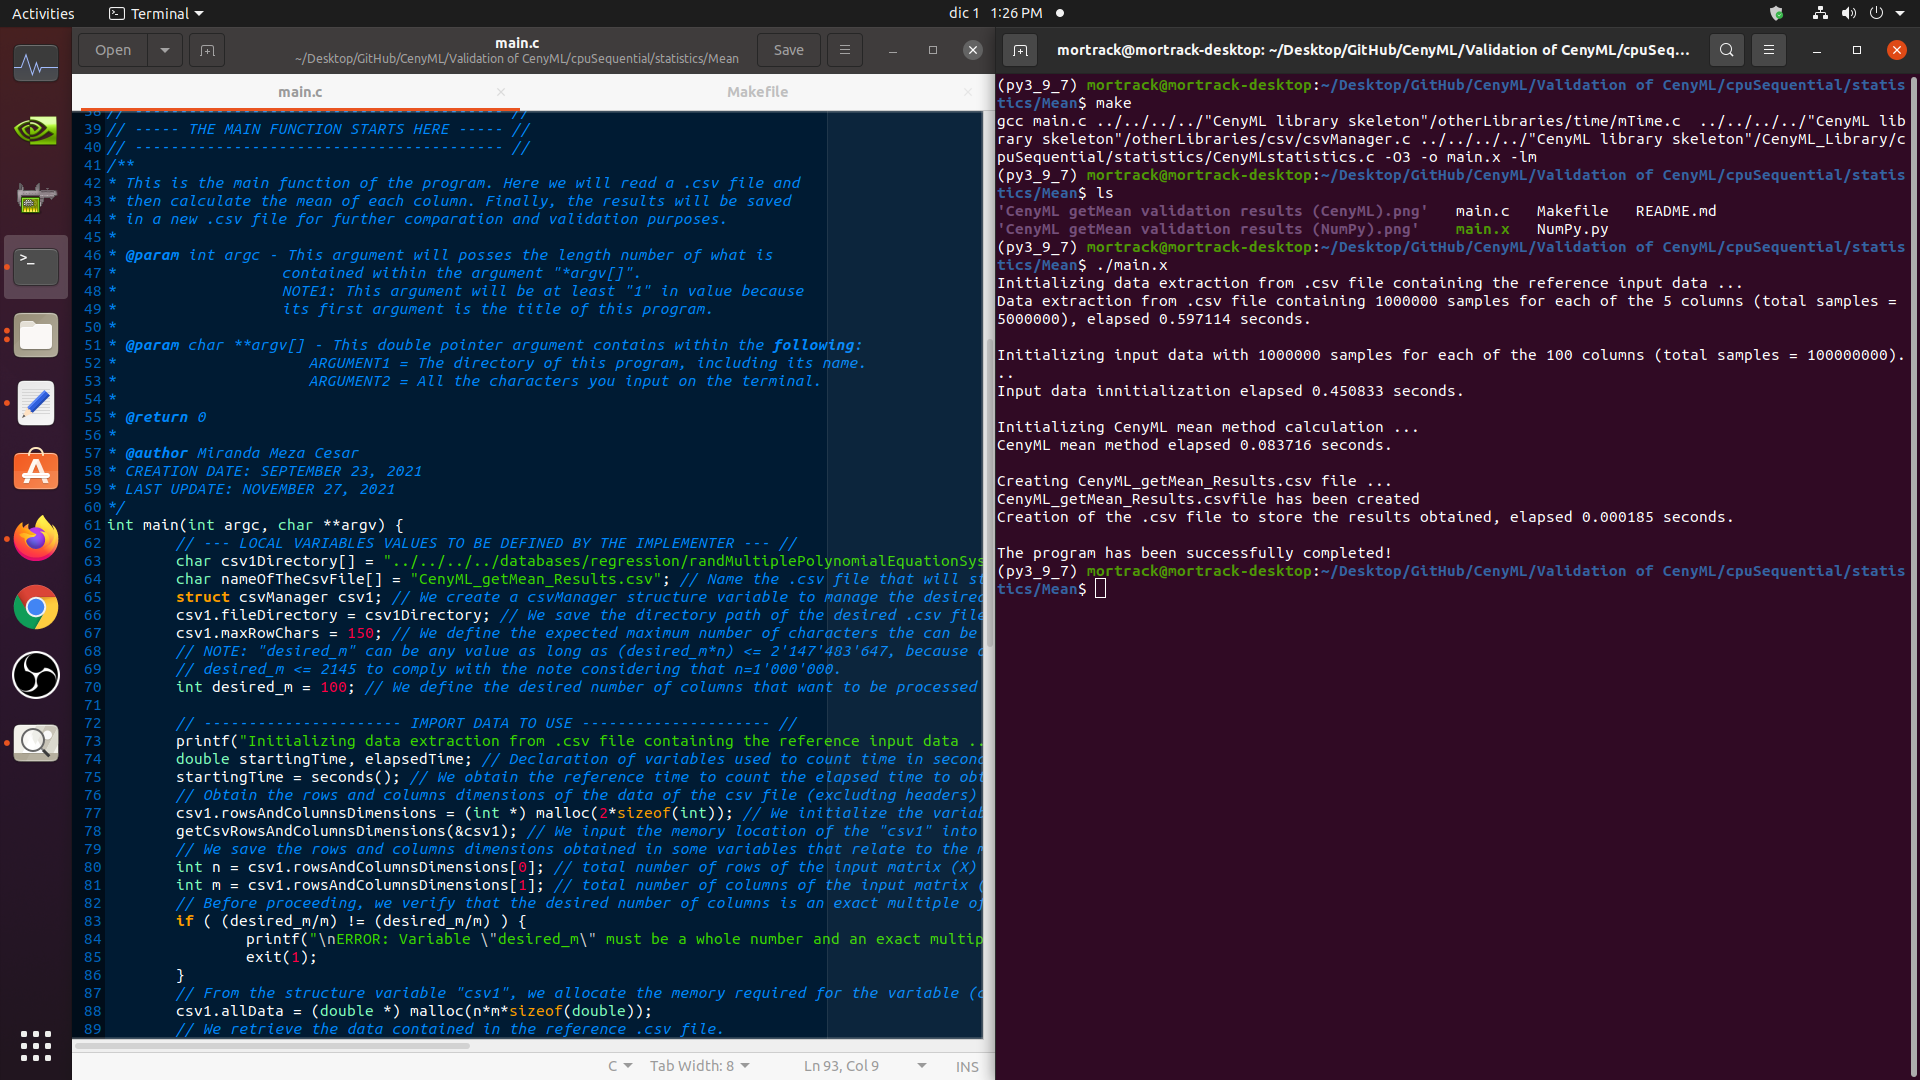 Activities
Terminal
dic 1 1:26 PM
Open
main.c
~/Desktop/GitHub/CenyML/Validation of CenyML/cpuSequential/statistics/Mean
Save
main.c
Makefile
38 // ----------------------------------------- //
39 // ----- THE MAIN FUNCTION STARTS HERE ----- //
40 // ----------------------------------------- //
41 /**
42 * This is the main function of the program. Here we will read a .csv file and
43 * then calculate the mean of each column. Finally, the results will be saved
44 * in a new .csv file for further comparation and validation purposes.
45 *
46 * @param int argc - This argument will posses the length number of what is
47 * contained within the argument "*argv[]".
48 * NOTE1: This argument will be at least "1" in value because
49 * its first argument is the title of this program.
50 *
51 * @param char **argv[] - This double pointer argument contains within the following:
52 * ARGUMENT1 = The directory of this program, including its name.
53 * ARGUMENT2 = All the characters you input on the terminal.
54 *
55 * @return 0
56 *
57 * @author Miranda Meza Cesar
58 * CREATION DATE: SEPTEMBER 23, 2021
59 * LAST UPDATE: NOVEMBER 27, 2021
60 */
61 int main(int argc, char **argv) {
62 // --- LOCAL VARIABLES VALUES TO BE DEFINED BY THE IMPLEMENTER --- //
63 char csv1Directory[] = "../../../../databases/regression/randMultiplePolynomialEquationSys
64 char nameOfTheCsvFile[] = "CenyML_getMean_Results.csv"; // Name the .csv file that will st
65 struct csvManager csv1; // We create a csvManager structure variable to manage the desired
66 csv1.fileDirectory = csv1Directory; // We save the directory path of the desired .csv file
67 csv1.maxRowChars = 150; // We define the expected maximum number of characters the can be
68 // NOTE: "desired_m" can be any value as long as (desired_m*n) <= 2'147'483'647, because
69 // desired_m <= 2145 to comply with the note considering that n=1'000'000.
70 int desired_m = 100; // We define the desired number of columns that want to be processed
71
72 // ---------------------- IMPORT DATA TO USE --------------------- //
73 printf("Initializing data extraction from .csv file containing the reference input data ..
74 double startingTime, elapsedTime; // Declaration of variables used to count time in secon
75 startingTime = seconds(); // We obtain the reference time to count the elapsed time to ob
76 // Obtain the rows and columns dimensions of the data of the csv file (excluding headers)
77 csv1.rowsAndColumnsDimensions = (int *) malloc(2*sizeof(int)); // We initialize the varia
78 getCsvRowsAndColumnsDimensions(&csv1); // We input the memory location of the "csv1" into
79 // We save the rows and columns dimensions obtained in some variables that relate to the m
80 int n = csv1.rowsAndColumnsDimensions[0]; // total number of rows of the input matrix (X)
81 int m = csv1.rowsAndColumnsDimensions[1]; // total number of columns of the input matrix (
82 // Before proceeding, we verify that the desired number of columns is an exact multiple of
83 if ( (desired_m/m) != (desired_m/m) ) {
84 printf("\nERROR: Variable \"desired_m\" must be a whole number and an exact multip
85 exit(1);
86 }
87 // From the structure variable "csv1", we allocate the memory required for the variable (
88 csv1.allData = (double *) malloc(n*m*sizeof(double));
89 // We retrieve the data contained in the reference .csv file.
C
Tab Width: 8
Ln 93, Col 9
INS
mortrack@mortrack-desktop: ~/Desktop/GitHub/CenyML/Validation of CenyML/cpuSeq...
(py3_9_7) mortrack@mortrack-desktop:~/Desktop/GitHub/CenyML/Validation of CenyML/cpuSequential/statis
tics/Mean$ make
gcc main.c ../../../../"CenyML library skeleton"/otherLibraries/time/mTime.c ../../../../"CenyML lib
rary skeleton"/otherLibraries/csv/csvManager.c ../../../../"CenyML library skeleton"/CenyML_Library/c
puSequential/statistics/CenyMLstatistics.c -O3 -o main.x -lm
(py3_9_7) mortrack@mortrack-desktop:~/Desktop/GitHub/CenyML/Validation of CenyML/cpuSequential/statis
tics/Mean$ ls
'CenyML getMean validation results (CenyML).png' main.c Makefile README.md
'CenyML getMean validation results (NumPy).png' main.x NumPy.py
(py3_9_7) mortrack@mortrack-desktop:~/Desktop/GitHub/CenyML/Validation of CenyML/cpuSequential/statis
tics/Mean$ ./main.x
Initializing data extraction from .csv file containing the reference input data ...
Data extraction from .csv file containing 1000000 samples for each of the 5 columns (total samples =
5000000), elapsed 0.597114 seconds.

Initializing input data with 1000000 samples for each of the 100 columns (total samples = 100000000).
..
Input data innitialization elapsed 0.450833 seconds.

Initializing CenyML mean method calculation ...
CenyML mean method elapsed 0.083716 seconds.

Creating CenyML_getMean_Results.csv file ...
CenyML_getMean_Results.csvfile has been created
Creation of the .csv file to store the results obtained, elapsed 0.000185 seconds.

The program has been successfully completed!
(py3_9_7) mortrack@mortrack-desktop:~/Desktop/GitHub/CenyML/Validation of CenyML/cpuSequential/statis
tics/Mean$